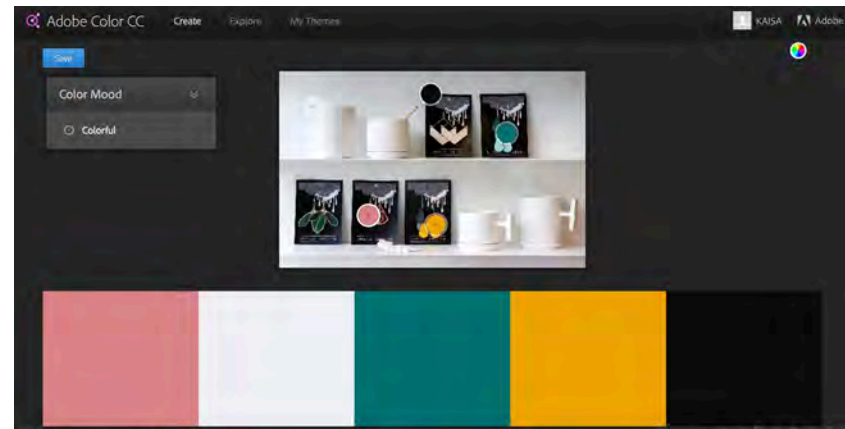 Adobe Color CC Create Explore My Themes KAISA Adobe
Save
Color Mood
Colorful